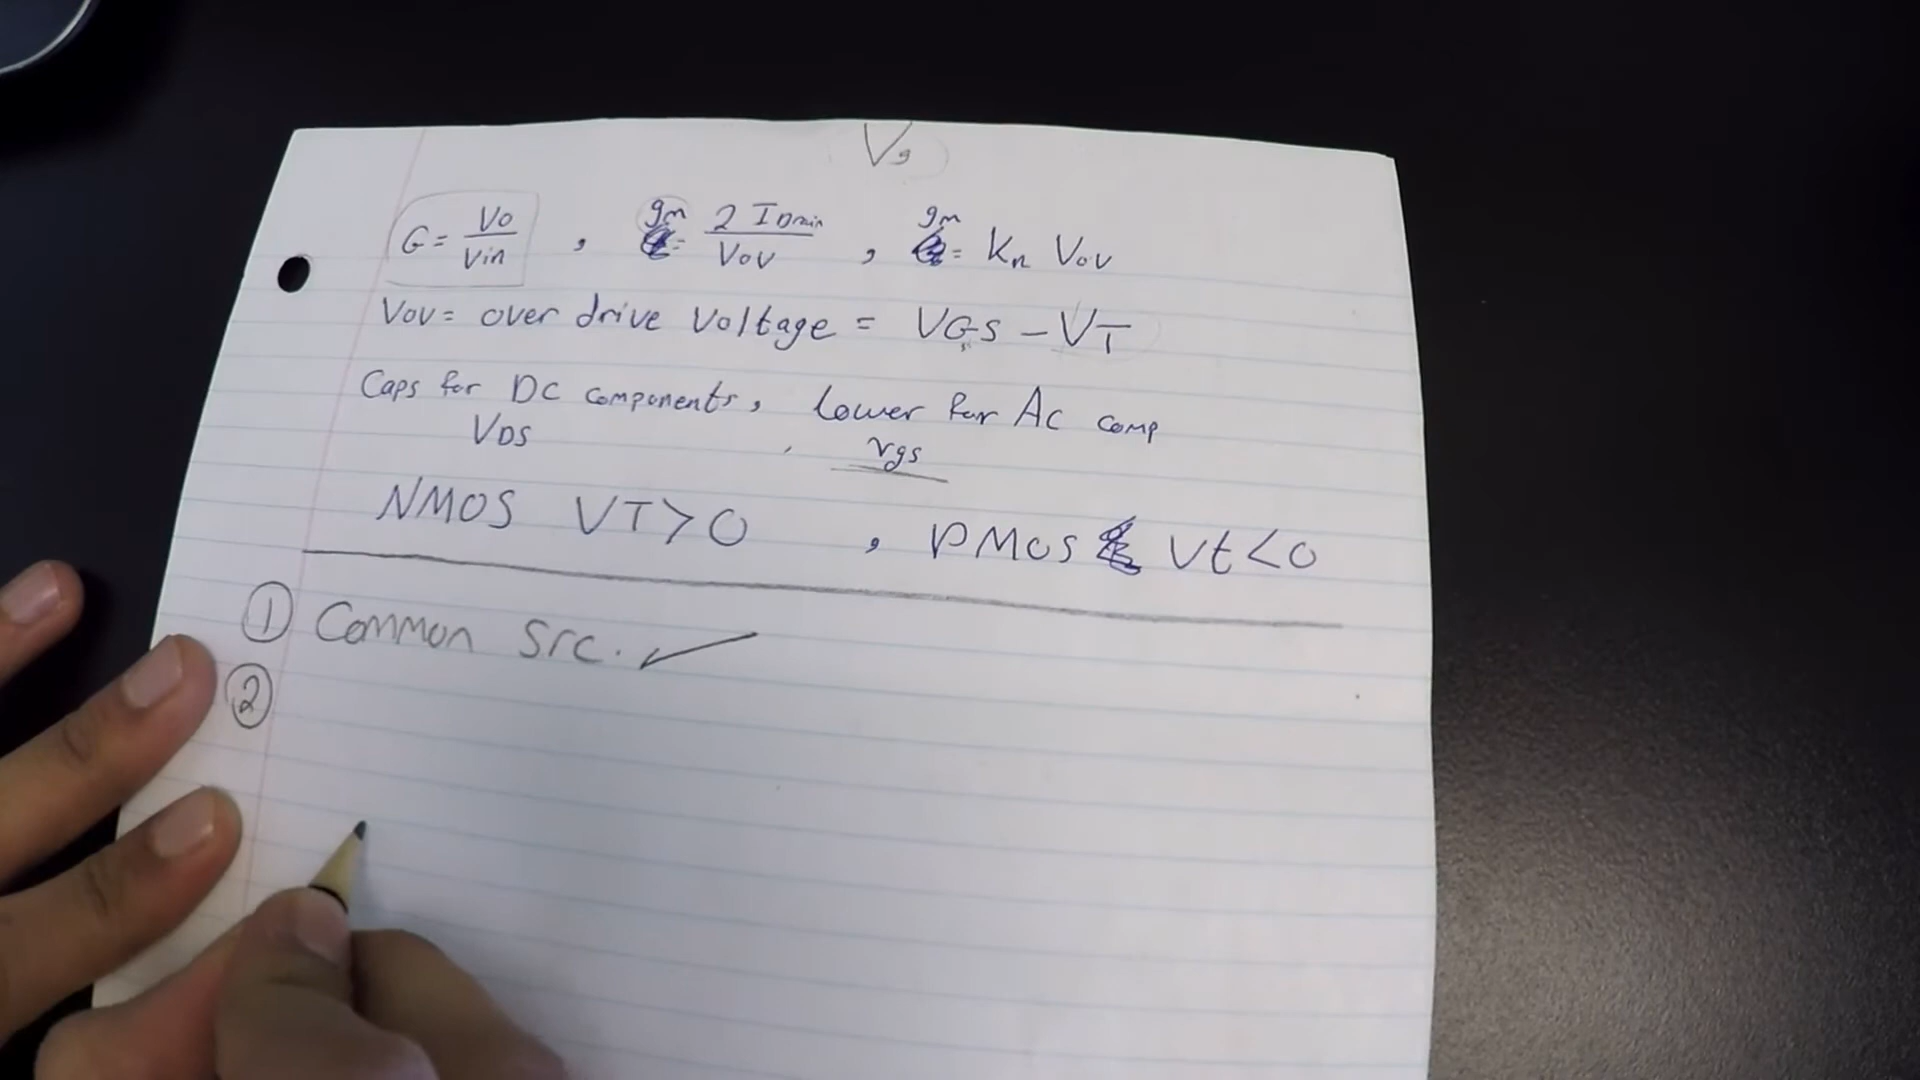 Vg
G = Vo/Vin , gm = 2 IDrain/Vov , gm = Kn Vov
Vov = over drive Voltage = VGS - VT
Caps for DC components, lower for Ac comp
VDS vgs
NMOS VT>0 , PMOS Vt<0
① Common Src. ✓
②